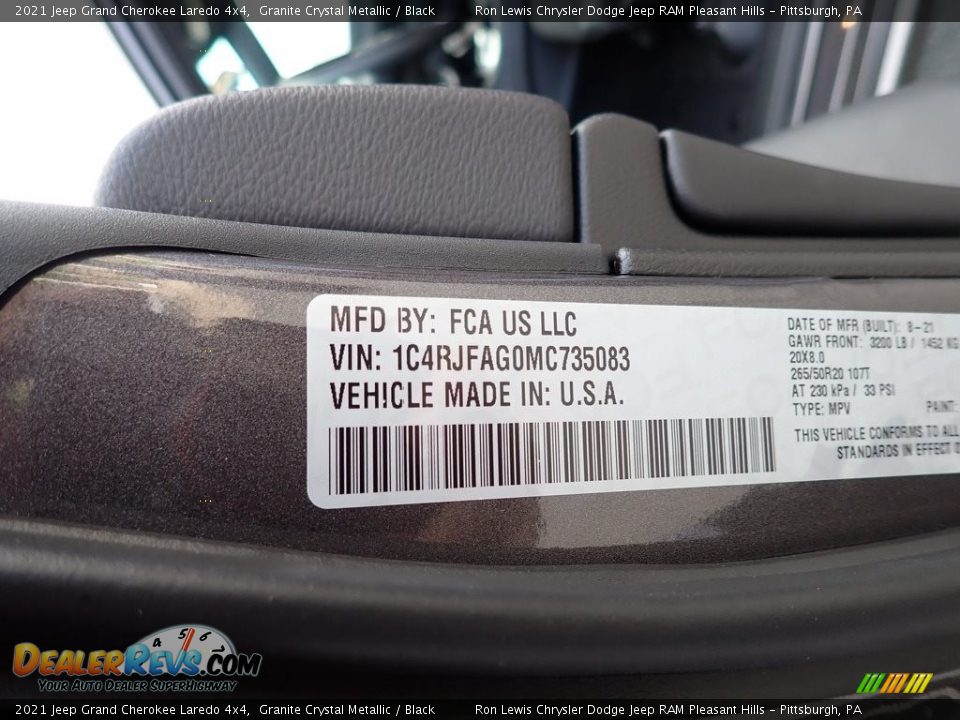 2021 Jeep Grand Cherokee Laredo 4x4, Granite Crystal Metallic / Black Ron Lewis Chrysler Dodge Jeep RAM Pleasant Hills - Pittsburgh, PA
MFD BY: FCA US LLC
VIN: 1C4RJFAG0MC735083
VEHICLE MADE IN: U.S.A.
DATE OF MFR (BUILT): 8-21
GAWR FRONT: 3200 LB / 1452 KG
20X8.0
265/50R20 107T
AT 230 kPa / 33 PSI
TYPE: MPV PAINT:
THIS VEHICLE CONFORMS TO ALL
STANDARDS IN EFFECT O
4 5 6
DEALERREVS.COM
YOUR AUTO DEALER SUPERHIGHWAY
2021 Jeep Grand Cherokee Laredo 4x4, Granite Crystal Metallic / Black Ron Lewis Chrysler Dodge Jeep RAM Pleasant Hills - Pittsburgh, PA